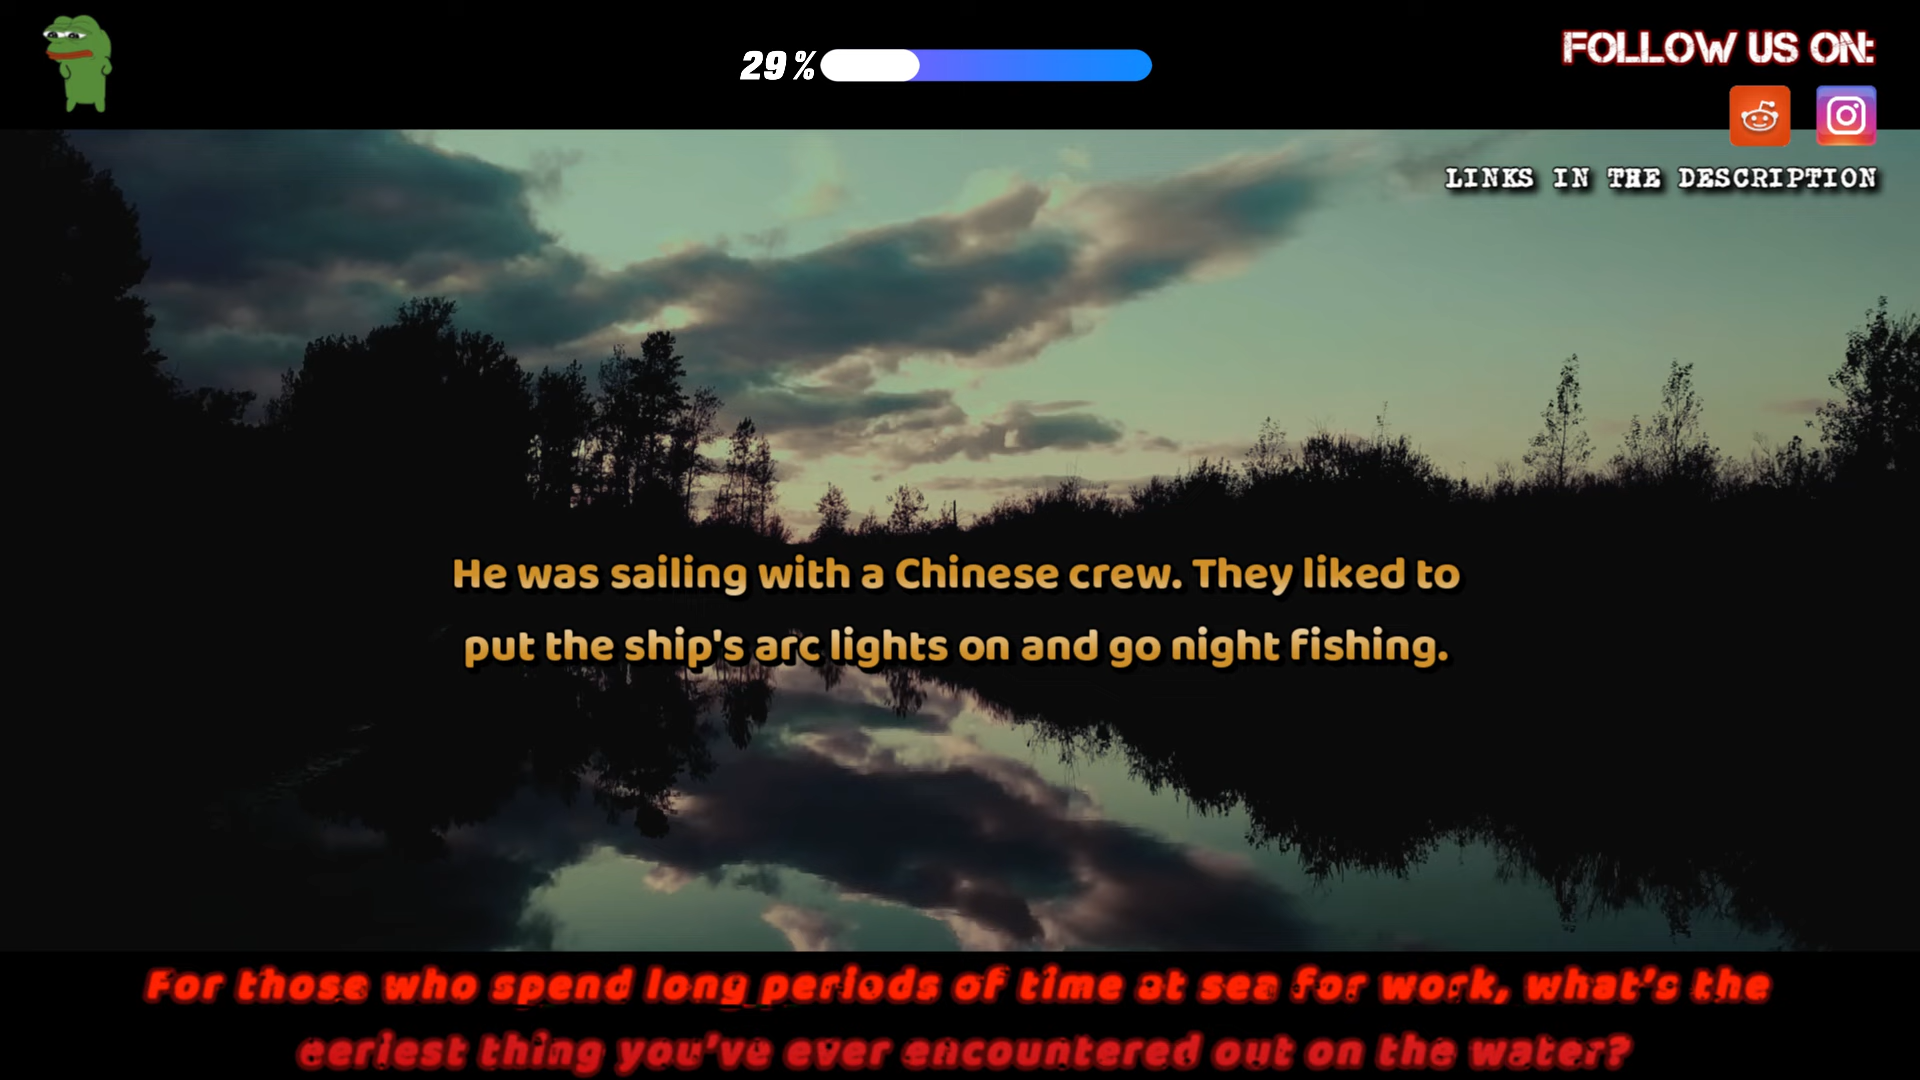 29%
FOLLOW US ON:
LINKS IN THE DESCRIPTION
He was sailing with a Chinese crew. They liked to
put the ship's arc lights on and go night fishing.
For those who spend long periods of time at sea for work, what's the
eeriest thing you've ever encountered out on the water?